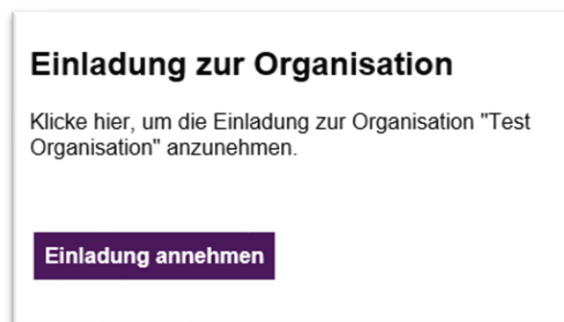 Einladung zur Organisation
Klicke hier, um die Einladung zur Organisation "Test
Organisation" anzunehmen.
Einladung annehmen